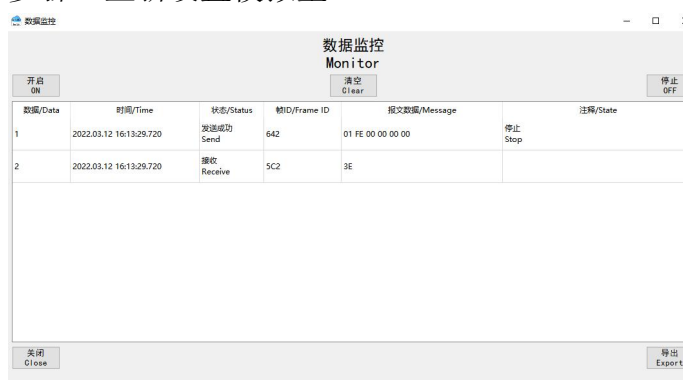 数据监控
数据监控
Monitor
开启
ON
清空
Clear
停止
OFF
数据/Data 时间/Time 状态/Status 帧ID/Frame ID 报文数据/Message 注释/State
1 2022.03.12 16:13:29.720 发送成功 Send 642 01 FE 00 00 00 00 停止 Stop
2 2022.03.12 16:13:29.720 接收 Receive 5C2 3E
关闭
Close
导出
Export